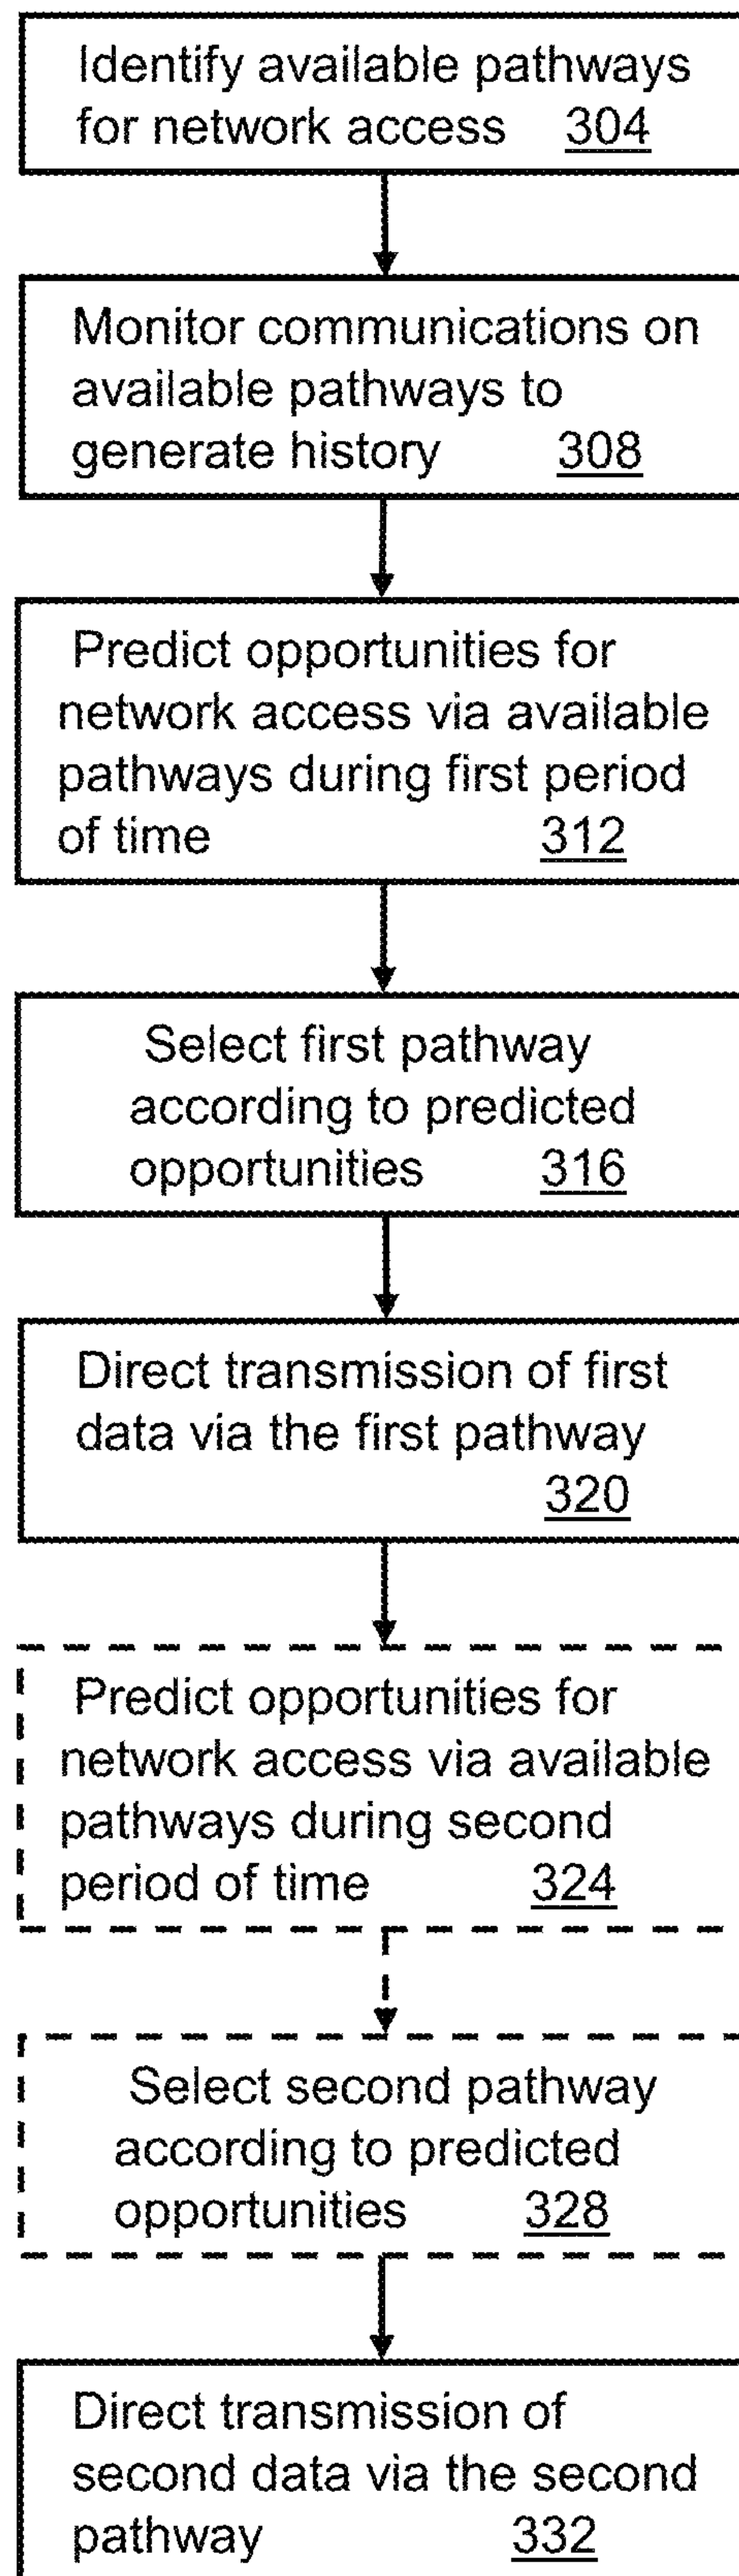 Identify available pathways
for network access 304
Monitor communications on
available pathways to
generate history 308
Predict opportunities for
network access via available
pathways during first period
of time 312
Select first pathway
according to predicted
opportunities 316
Direct transmission of first
data via the first pathway
320
Predict opportunities for
network access via available
pathways during second
period of time 324
Select second pathway
according to predicted
opportunities 328
Direct transmission of
second data via the second
pathway 332